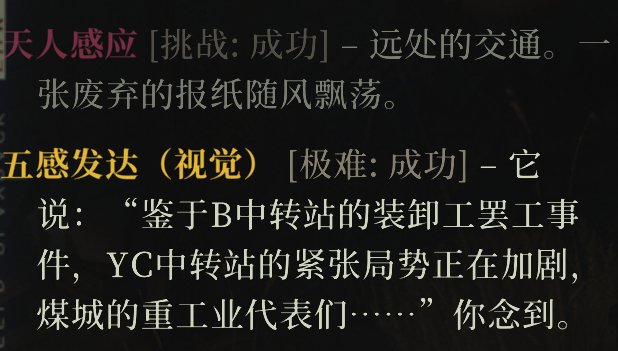 天人感应 [挑战: 成功] – 远处的交通。一
张废弃的报纸随风飘荡。
五感发达（视觉） [极难: 成功] – 它
说：“鉴于B中转站的装卸工罢工事
件，YC中转站的紧张局势正在加剧，
煤城的重工业代表们⋯⋯”你念到。